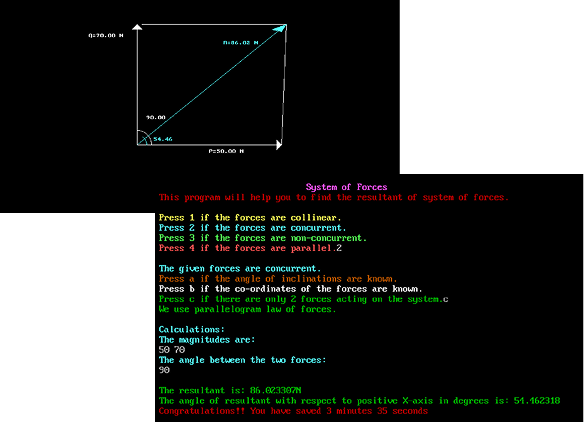 Q=70.00 N
R=86.02 N
90.00
54.46
P=50.00 N
System of Forces
This program will help you to find the resultant of system of forces.
Press 1 if the forces are collinear.
Press 2 if the forces are concurrent.
Press 3 if the forces are non-concurrent.
Press 4 if the forces are parallel.2
The given forces are concurrent.
Press a if the angle of inclinations are known.
Press b if the co-ordinates of the forces are known.
Press c if there are only 2 forces acting on the system.c
We use parallelogram law of forces.
Calculations:
The magnitudes are:
50 70
The angle between the two forces:
90
The resultant is: 86.023307N
The angle of resultant with respect to positive X-axis in degrees is: 54.462318
Congratulations!! You have saved 3 minutes 35 seconds